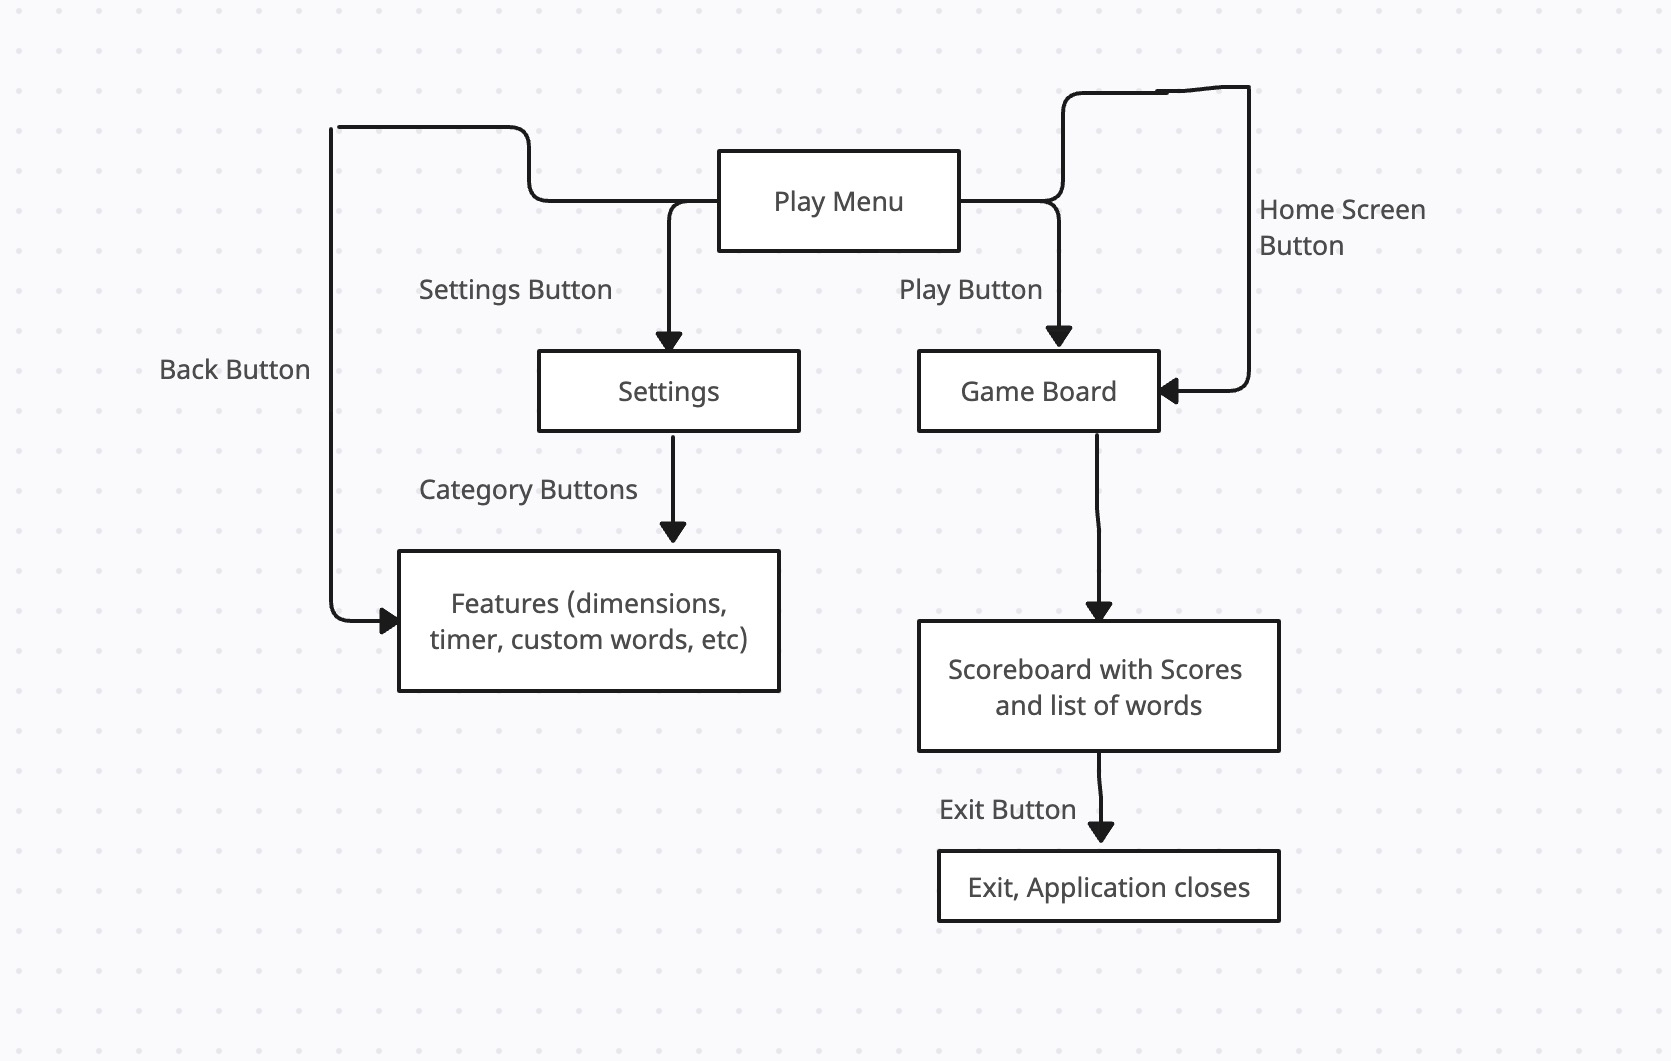 Play Menu
Home Screen
Button
Settings Button
Play Button
Back Button
Settings
Game Board
Category Buttons
Features (dimensions,
timer, custom words, etc)
Scoreboard with Scores
and list of words
Exit Button
Exit, Application closes